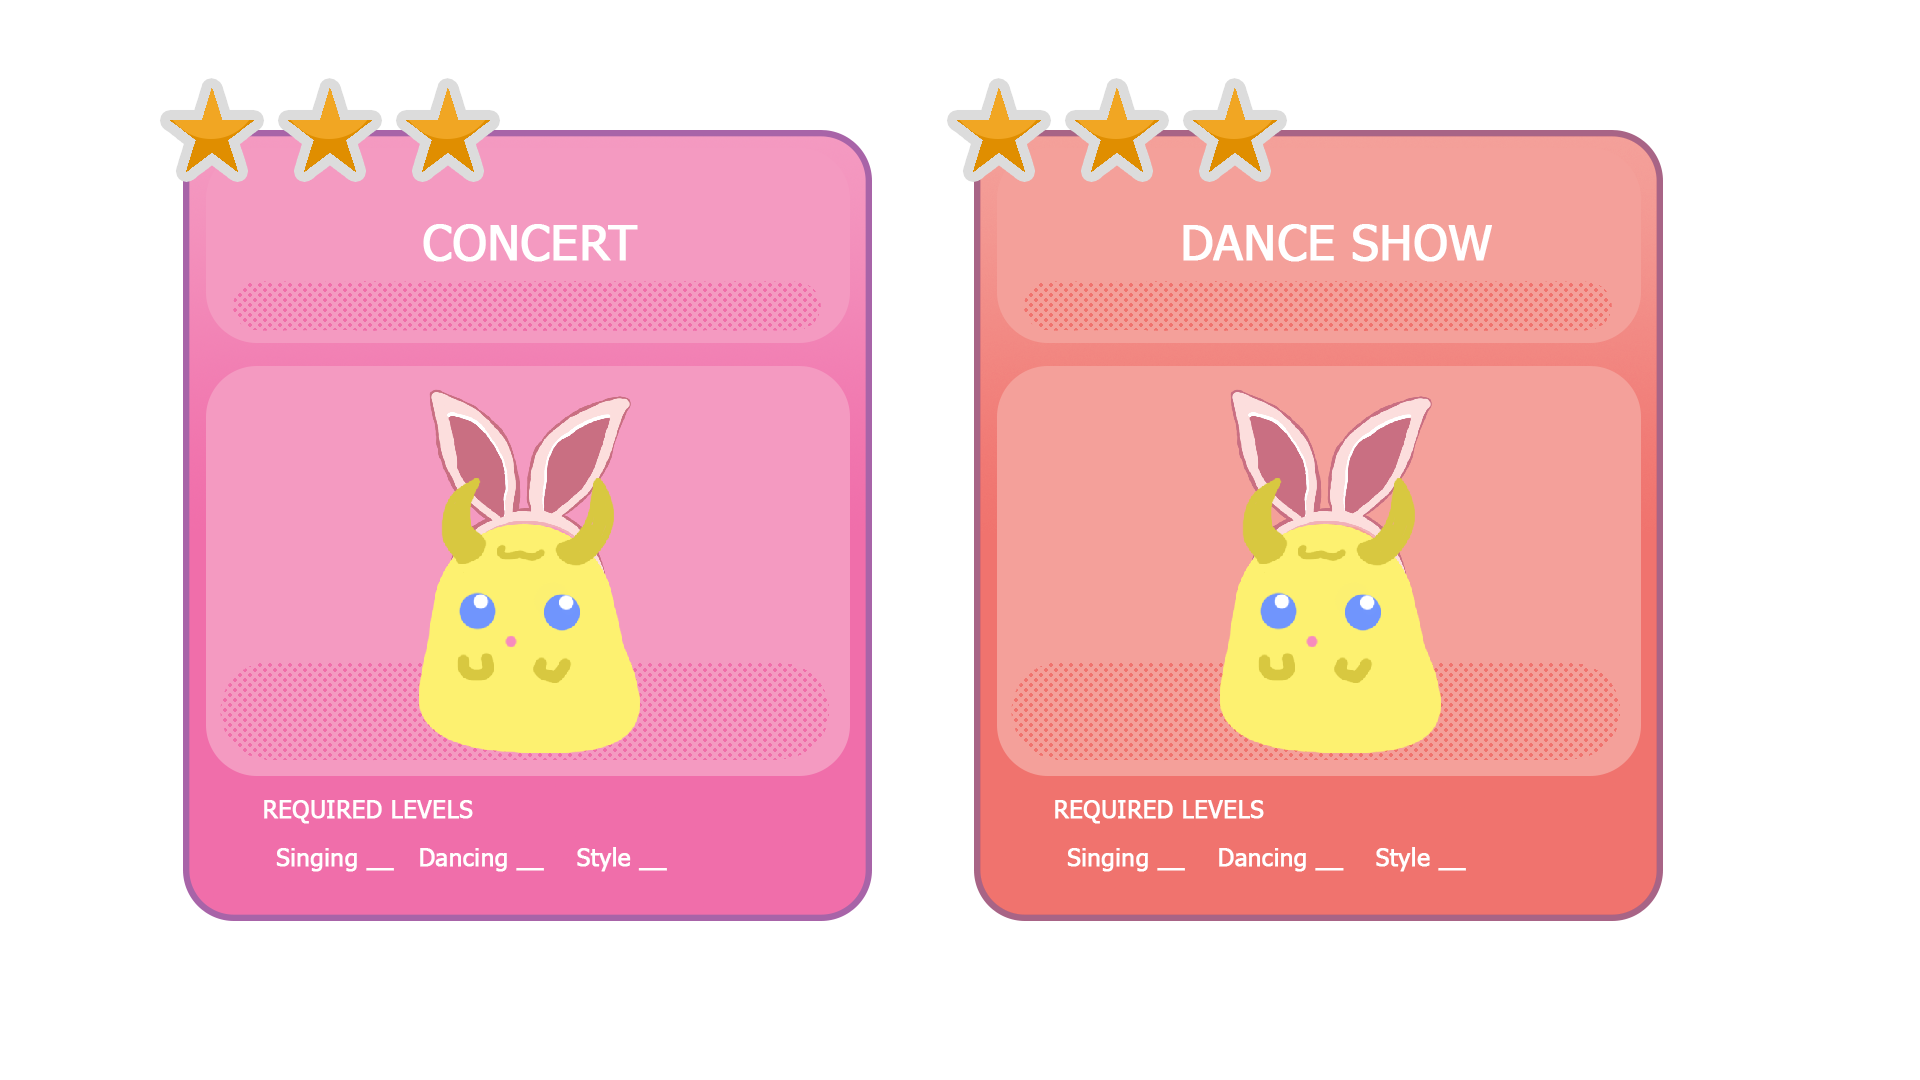 CONCERT
REQUIRED LEVELS
Singing __ Dancing __ Style __
DANCE SHOW
REQUIRED LEVELS
Singing __ Dancing __ Style __